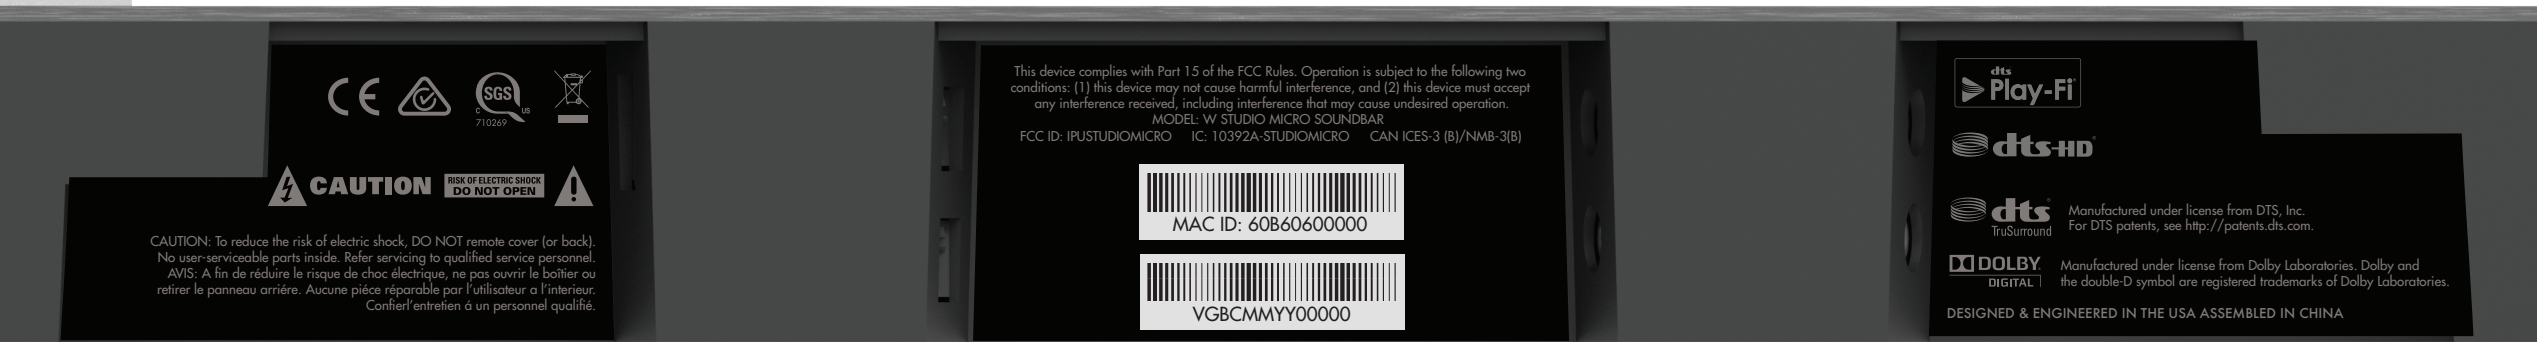 CE
SGS
C US
710269
CAUTION
RISK OF ELECTRIC SHOCK
DO NOT OPEN
CAUTION: To reduce the risk of electric shock, DO NOT remote cover (or back).
No user-serviceable parts inside. Refer servicing to qualified service personnel.
AVIS: A fin de réduire le risque de choc électrique, ne pas ouvrir le boîtier ou
retirer le panneau arriére. Aucune piéce réparable par l'utilisateur a l'interieur.
Confierl'entretien á un personnel qualifié.
This device complies with Part 15 of the FCC Rules. Operation is subject to the following two
conditions: (1) this device may not cause harmful interference, and (2) this device must accept
any interference received, including interference that may cause undesired operation.
MODEL: W STUDIO MICRO SOUNDBAR
FCC ID: IPUSTUDIOMICRO IC: 10392A-STUDIOMICRO CAN ICES-3 (B)/NMB-3(B)
MAC ID: 60B60600000
VGBCMMYY00000
dts
Play-Fi
dts-HD
dts
TruSurround
Manufactured under license from DTS, Inc.
For DTS patents, see http://patents.dts.com.
DOLBY
DIGITAL
Manufactured under license from Dolby Laboratories. Dolby and
the double-D symbol are registered trademarks of Dolby Laboratories.
DESIGNED & ENGINEERED IN THE USA ASSEMBLED IN CHINA